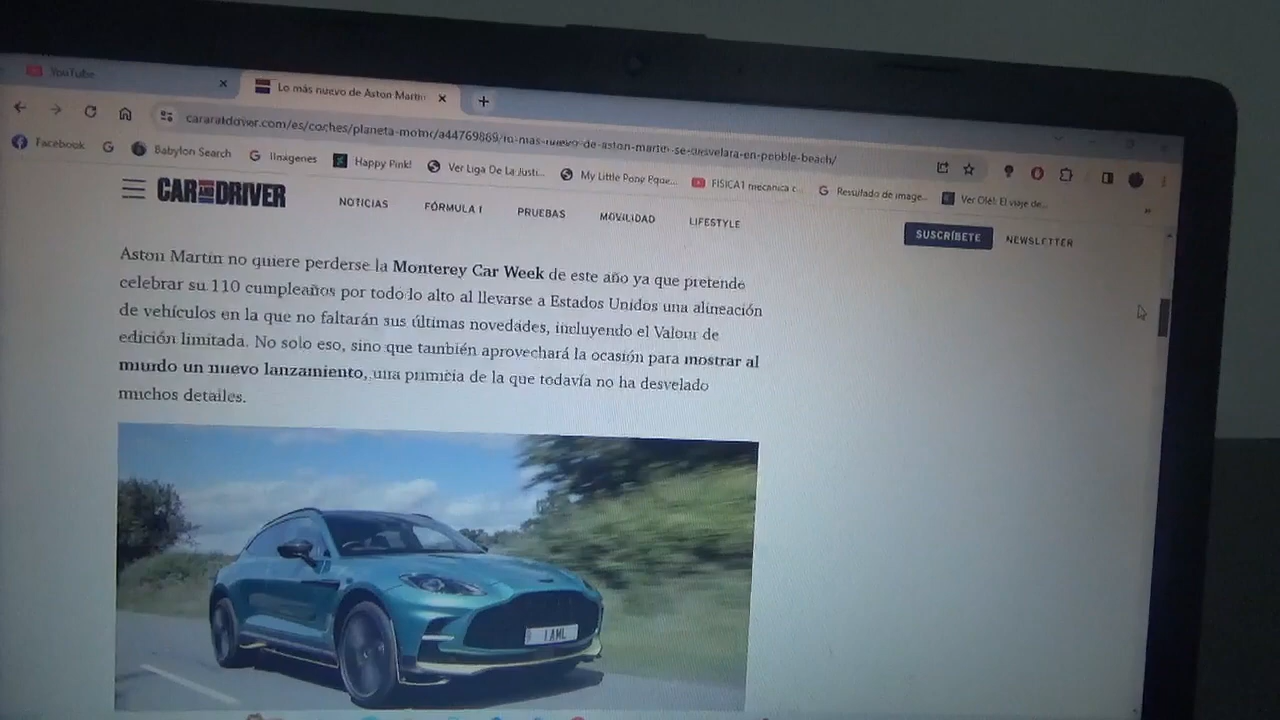 YouTube
Lo más nuevo de Aston Martin
caranddriver.com/es/coches/planeta-motor/a44769869/lo-mas-nuevo-de-aston-martin-se-desvelara-en-pebble-beach/
Facebook
Babylon Search
IImágenes
Happy Pink!
Ver Liga De La Justi...
My Little Pony Pque...
FISICA1 mecanica c...
Resultado de image...
Ver Olé!: El viaje de...
CAR AND DRIVER
NOTICIAS
FÓRMULA 1
PRUEBAS
MOVILIDAD
LIFESTYLE
SUSCRÍBETE
NEWSLETTER
Aston Martin no quiere perderse la Monterey Car Week de este año ya que pretende
celebrar su 110 cumpleaños por todo lo alto al llevarse a Estados Unidos una alineación
de vehículos en la que no faltarán sus últimas novedades, incluyendo el Valour de
edición limitada. No solo eso, sino que también aprovechará la ocasión para mostrar al
mundo un nuevo lanzamiento, una primicia de la que todavía no ha desvelado
muchos detalles.
1 AML